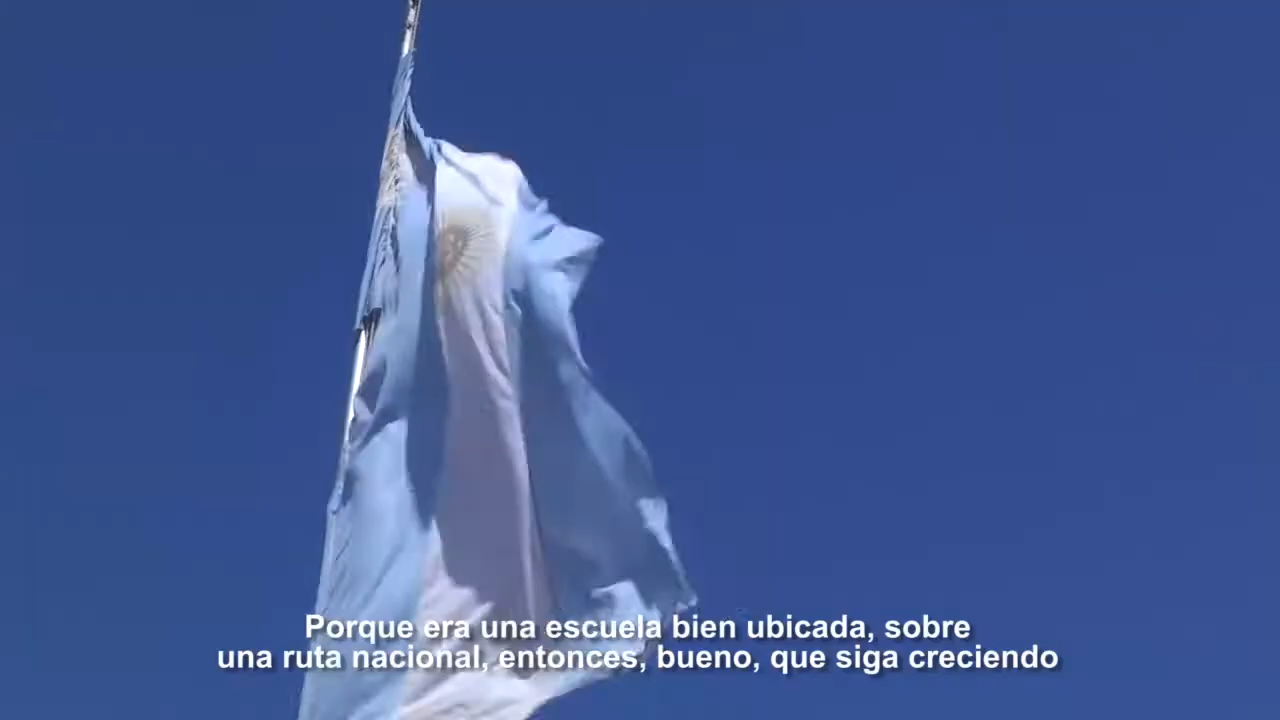 Porque era una escuela bien ubicada, sobre
una ruta nacional, entonces, bueno, que siga creciendo